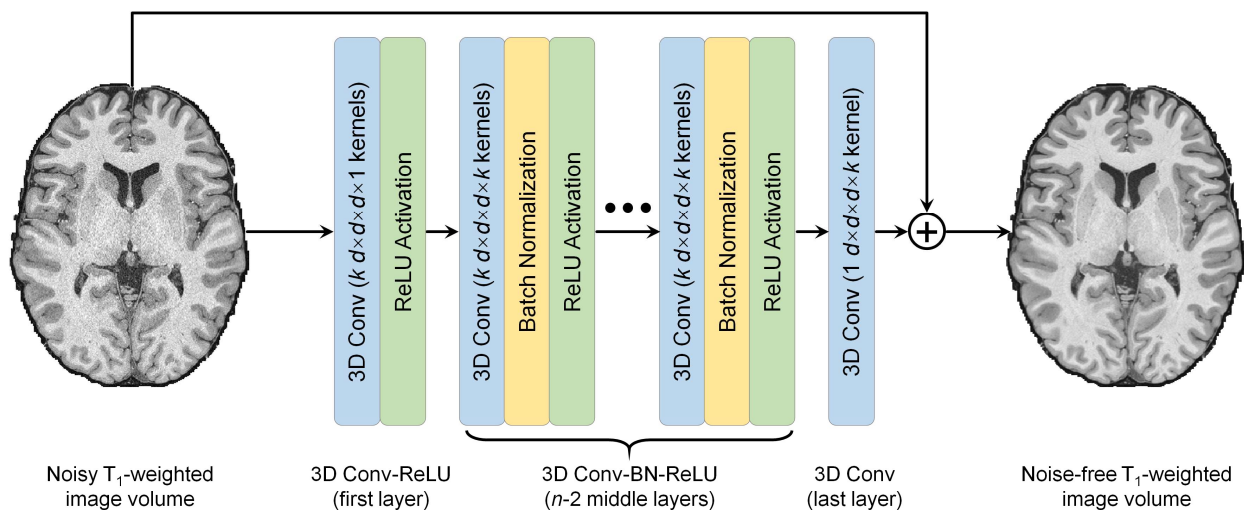 3D Conv (k d×d×d×1 kernels)
ReLU Activation
3D Conv (k d×d×d×k kernels)
Batch Normalization
ReLU Activation
3D Conv (k d×d×d×k kernels)
Batch Normalization
ReLU Activation
3D Conv (1 d×d×d×k kernel)
Noisy T₁-weighted
image volume
3D Conv-ReLU
(first layer)
3D Conv-BN-ReLU
(n-2 middle layers)
3D Conv
(last layer)
Noise-free T₁-weighted
image volume